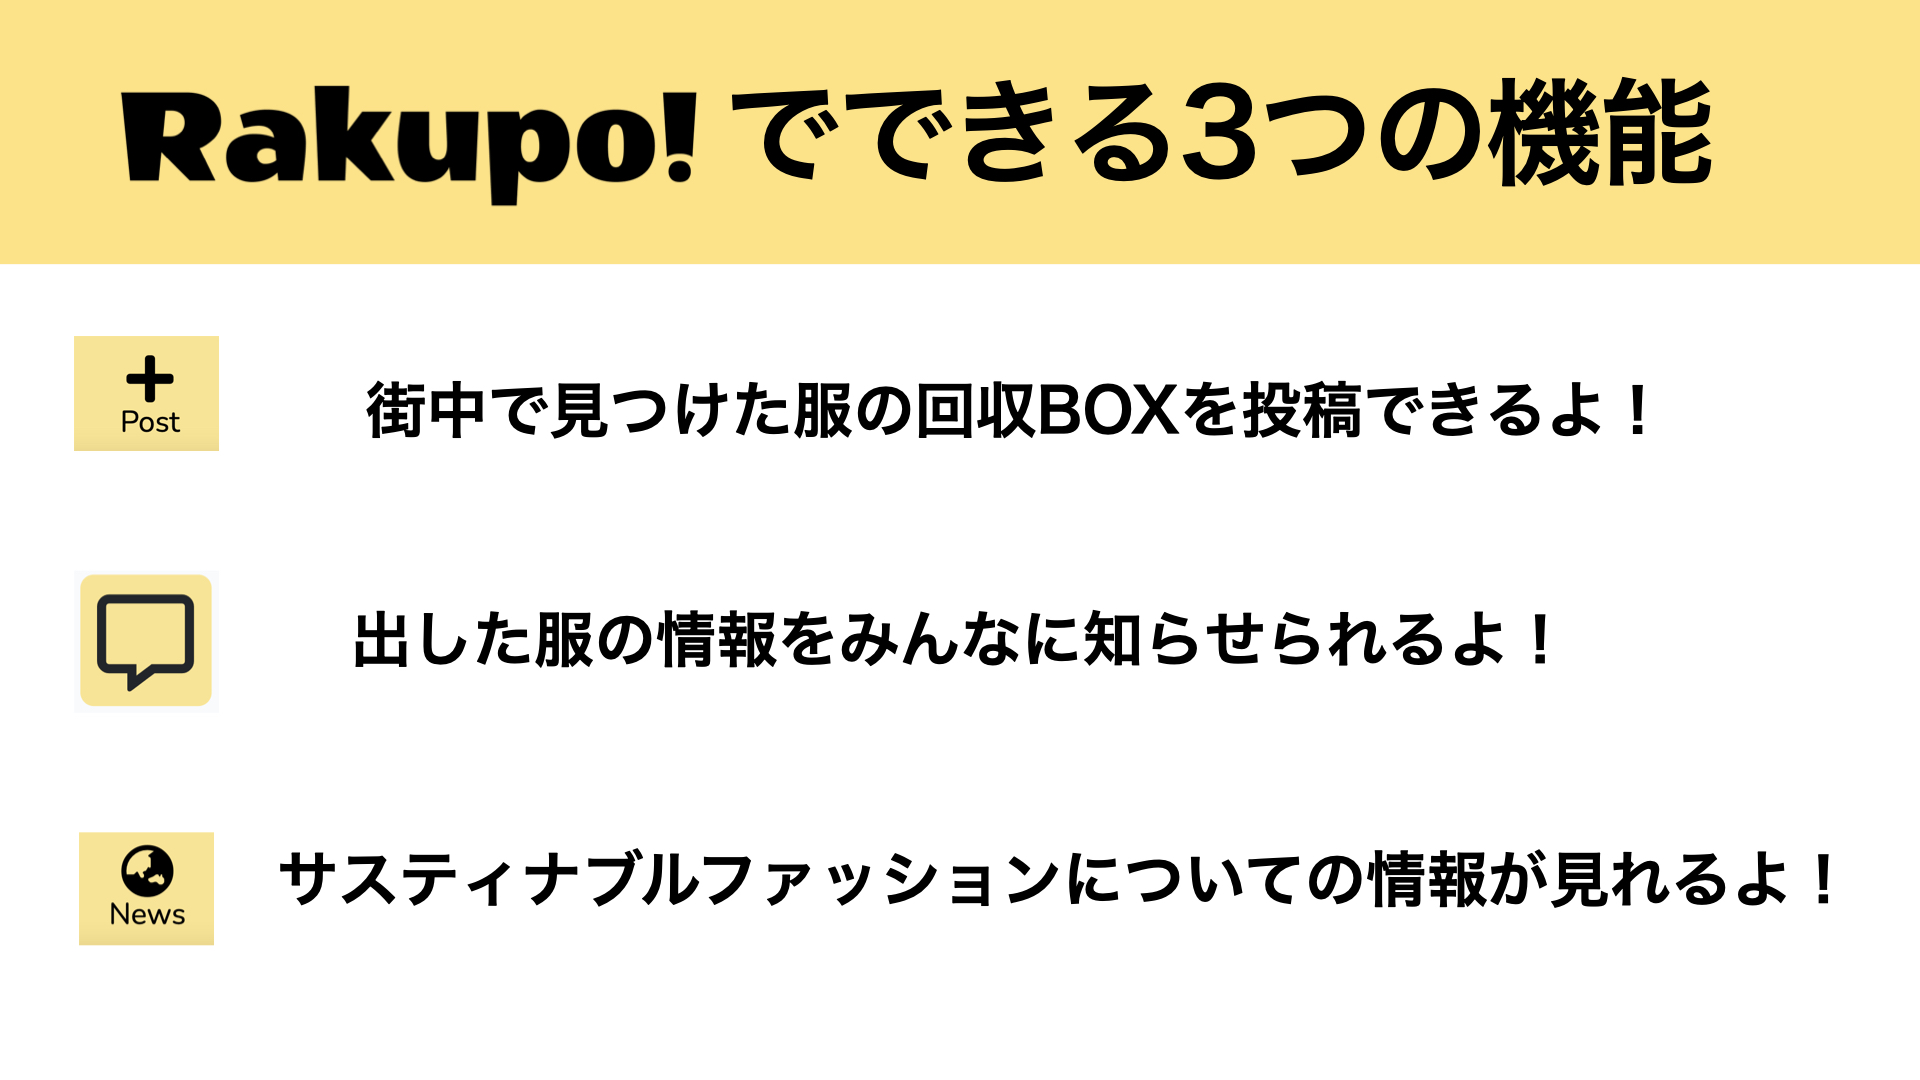 Rakupo! でできる3つの機能
Post
街中で見つけた服の回収BOXを投稿できるよ！
出した服の情報をみんなに知らせられるよ！
News
サスティナブルファッションについての情報が見れるよ！